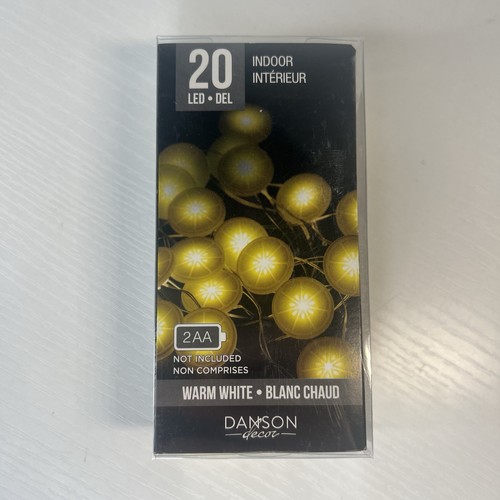 20
LED • DEL
INDOOR
INTÉRIEUR
2AA
NOT INCLUDED
NON COMPRISES
WARM WHITE • BLANC CHAUD
DANSON
decor